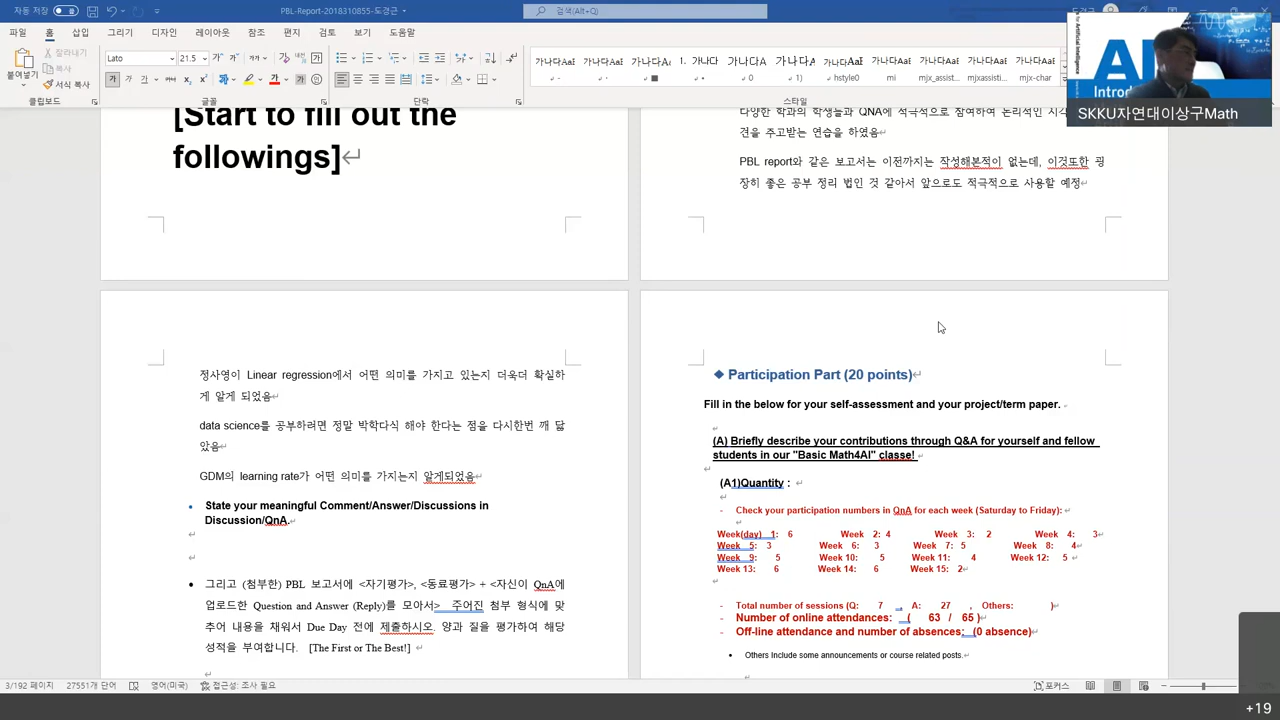 자동 저장
PBL-Report-2018310855-도경근
검색(Alt+Q)
파일 홈 삽입 그리기 디자인 레이아웃 참조 편지 검토 보기 도움말
붙여넣기
잘라내기
복사
서식 복사
Lato 21.5
클립보드 글꼴 단락 스타일
hstyle0 mi mjx_assist... mjxassisti... mjx-char
AI
Introd
SKKU자연대이상구Math
[Start to fill out the
followings]
다양한 학과의 학생들과 QNA에 적극적으로 참여하여 논리적인 시각
견을 주고받는 연습을 하였음
PBL report와 같은 보고서는 이전까지는 작성해본적이 없는데, 이것또한 굉
장히 좋은 공부 정리 법인 것 같아서 앞으로도 적극적으로 사용할 예정
정사영이 Linear regression에서 어떤 의미를 가지고 있는지 더욱더 확실하
게 알게 되었음
data science를 공부하려면 정말 박학다식 해야 한다는 점을 다시한번 깨 닳
았음
GDM의 learning rate가 어떤 의미를 가지는지 알게되었음
• State your meaningful Comment/Answer/Discussions in
Discussion/QnA.
• 그리고 (첨부한) PBL 보고서에 <자기평가>, <동료평가> + <자신이 QnA에
업로드한 Question and Answer (Reply)를 모아서> 주어진 첨부 형식에 맞
추어 내용을 채워서 Due Day 전에 제출하시오. 양과 질을 평가하여 해당
성적을 부여합니다. [The First or The Best!]
❖ Participation Part (20 points)
Fill in the below for your self-assessment and your project/term paper.
(A) Briefly describe your contributions through Q&A for yourself and fellow
students in our "Basic Math4AI" classe!
(A1)Quantity :
- Check your participation numbers in QnA for each week (Saturday to Friday):
Week(day) 1: 6 Week 2: 4 Week 3: 2 Week 4: 3
Week 5: 3 Week 6: 3 Week 7: 5 Week 8: 4
Week 9: 5 Week 10: 5 Week 11: 4 Week 12: 5
Week 13: 6 Week 14: 6 Week 15: 2
- Total number of sessions (Q: 7 , A: 27 , Others: )
- Number of online attendances: ( 63 / 65 )
- Off-line attendance and number of absences: (0 absence)
• Others Include some announcements or course related posts.
3/192 페이지 27551개 단어 영어(미국) 접근성: 조사 필요 포커스
+19